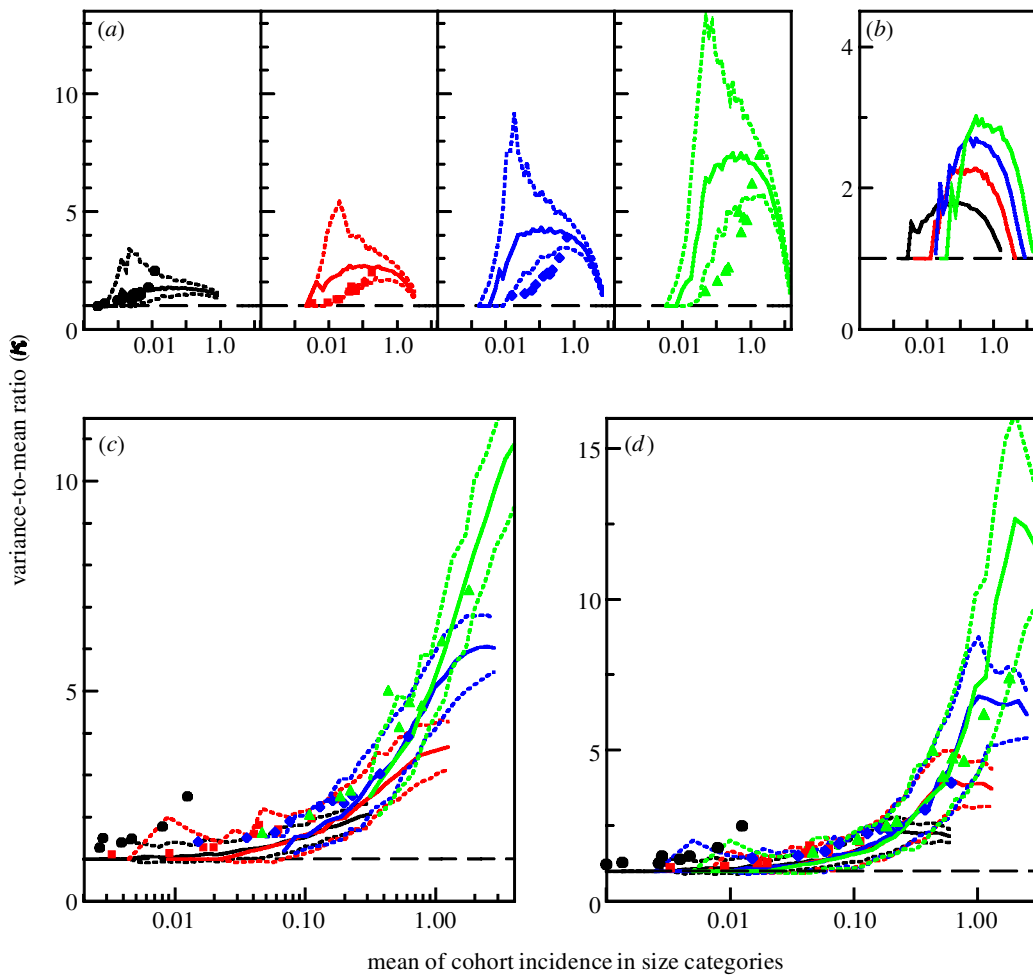 (a)
(b)
10
5
0
0.01 1.0 0.01 1.0 0.01 1.0 0.01 1.0
4
2
0
0.01 1.0
variance-to-mean ratio (κ)
(c)
10
5
0
0.01 0.10 1.00
(d)
15
10
5
0
0.01 0.10 1.00
mean of cohort incidence in size categories